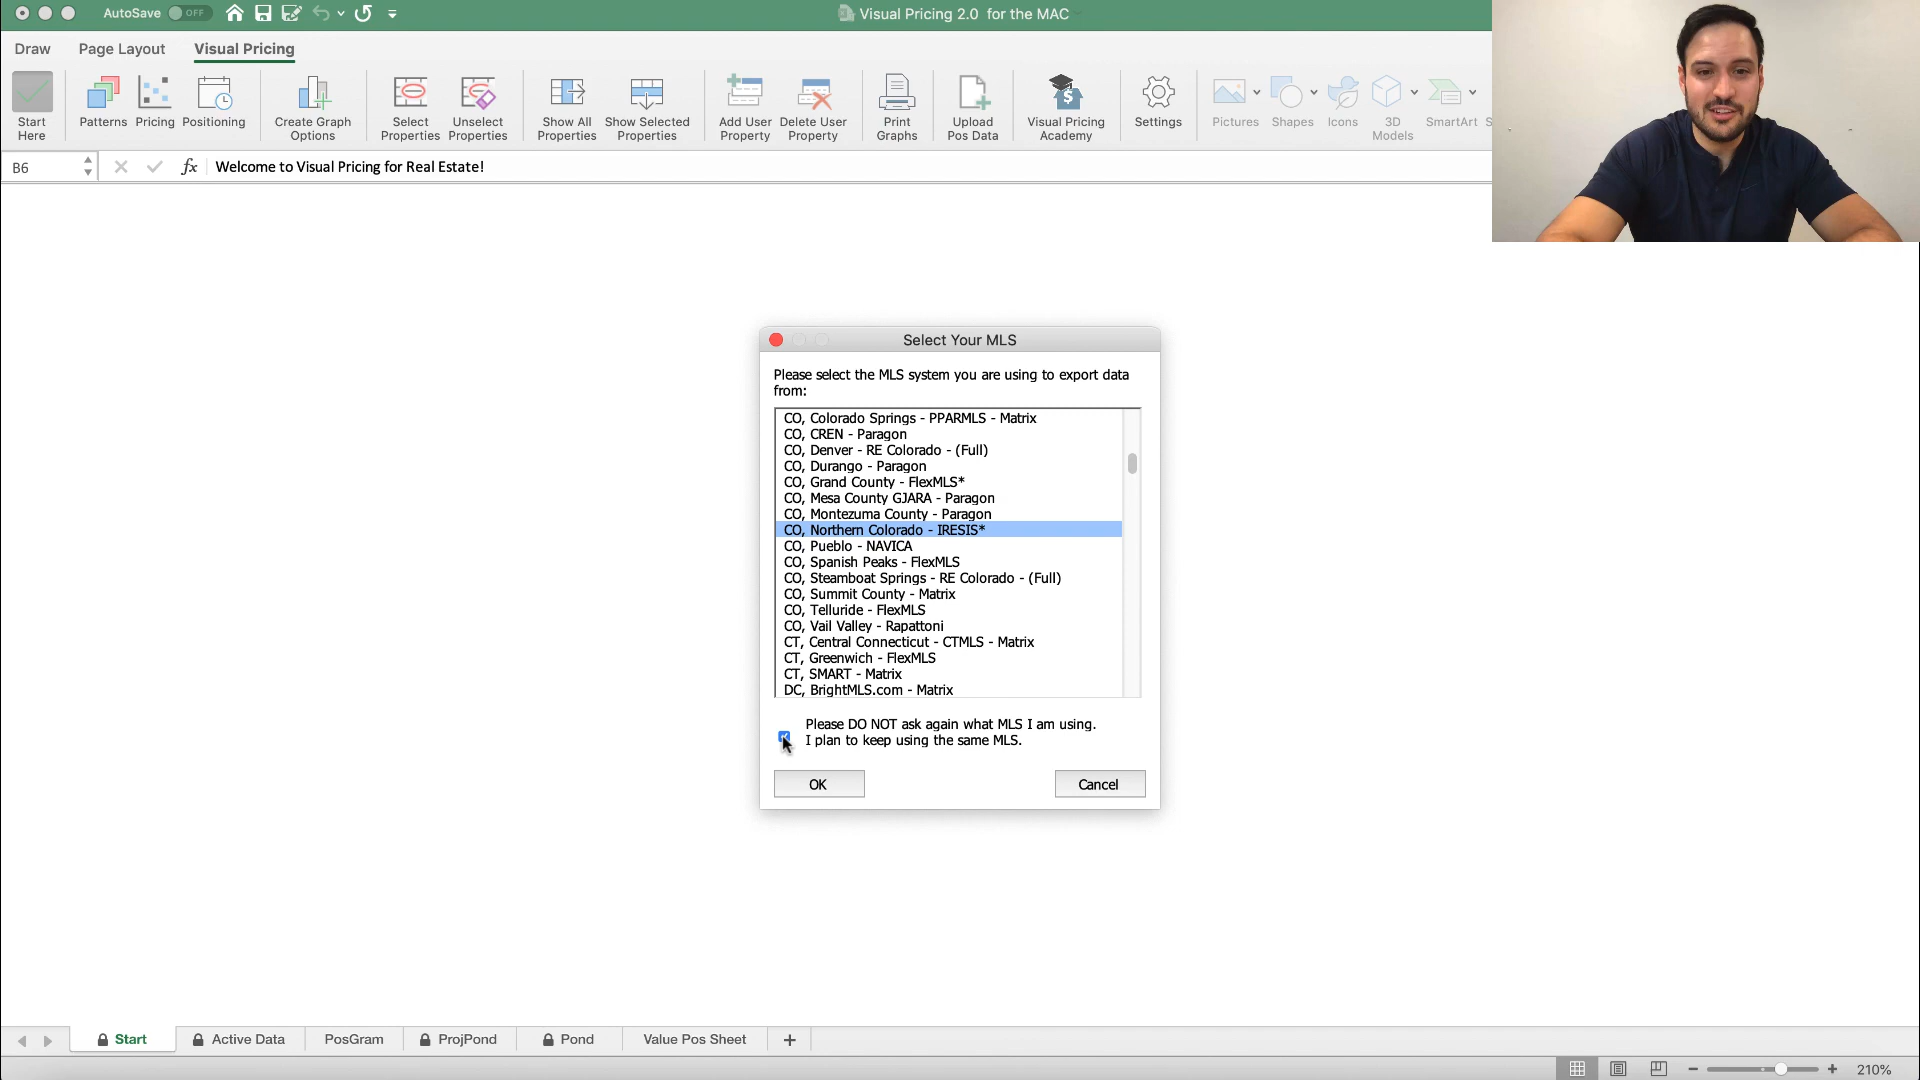 AutoSave OFF
Visual Pricing 2.0 for the MAC
Draw Page Layout Visual Pricing
Start Here
Patterns
Pricing
Positioning
Create Graph Options
Select Properties
Unselect Properties
Show All Properties
Show Selected Properties
Add User Property
Delete User Property
Print Graphs
Upload Pos Data
Visual Pricing Academy
Settings
Pictures
Shapes
Icons
3D Models
SmartArt
S
B6
fx
Welcome to Visual Pricing for Real Estate!
Select Your MLS
Please select the MLS system you are using to export data
from:
CO, Colorado Springs - PPARMLS - Matrix
CO, CREN - Paragon
CO, Denver - RE Colorado - (Full)
CO, Durango - Paragon
CO, Grand County - FlexMLS*
CO, Mesa County GJARA - Paragon
CO, Montezuma County - Paragon
CO, Northern Colorado - IRESIS*
CO, Pueblo - NAVICA
CO, Spanish Peaks - FlexMLS
CO, Steamboat Springs - RE Colorado - (Full)
CO, Summit County - Matrix
CO, Telluride - FlexMLS
CO, Vail Valley - Rapattoni
CT, Central Connecticut - CTMLS - Matrix
CT, Greenwich - FlexMLS
CT, SMART - Matrix
DC, BrightMLS.com - Matrix
Please DO NOT ask again what MLS I am using.
I plan to keep using the same MLS.
OK Cancel
Start Active Data PosGram ProjPond Pond Value Pos Sheet +
210%